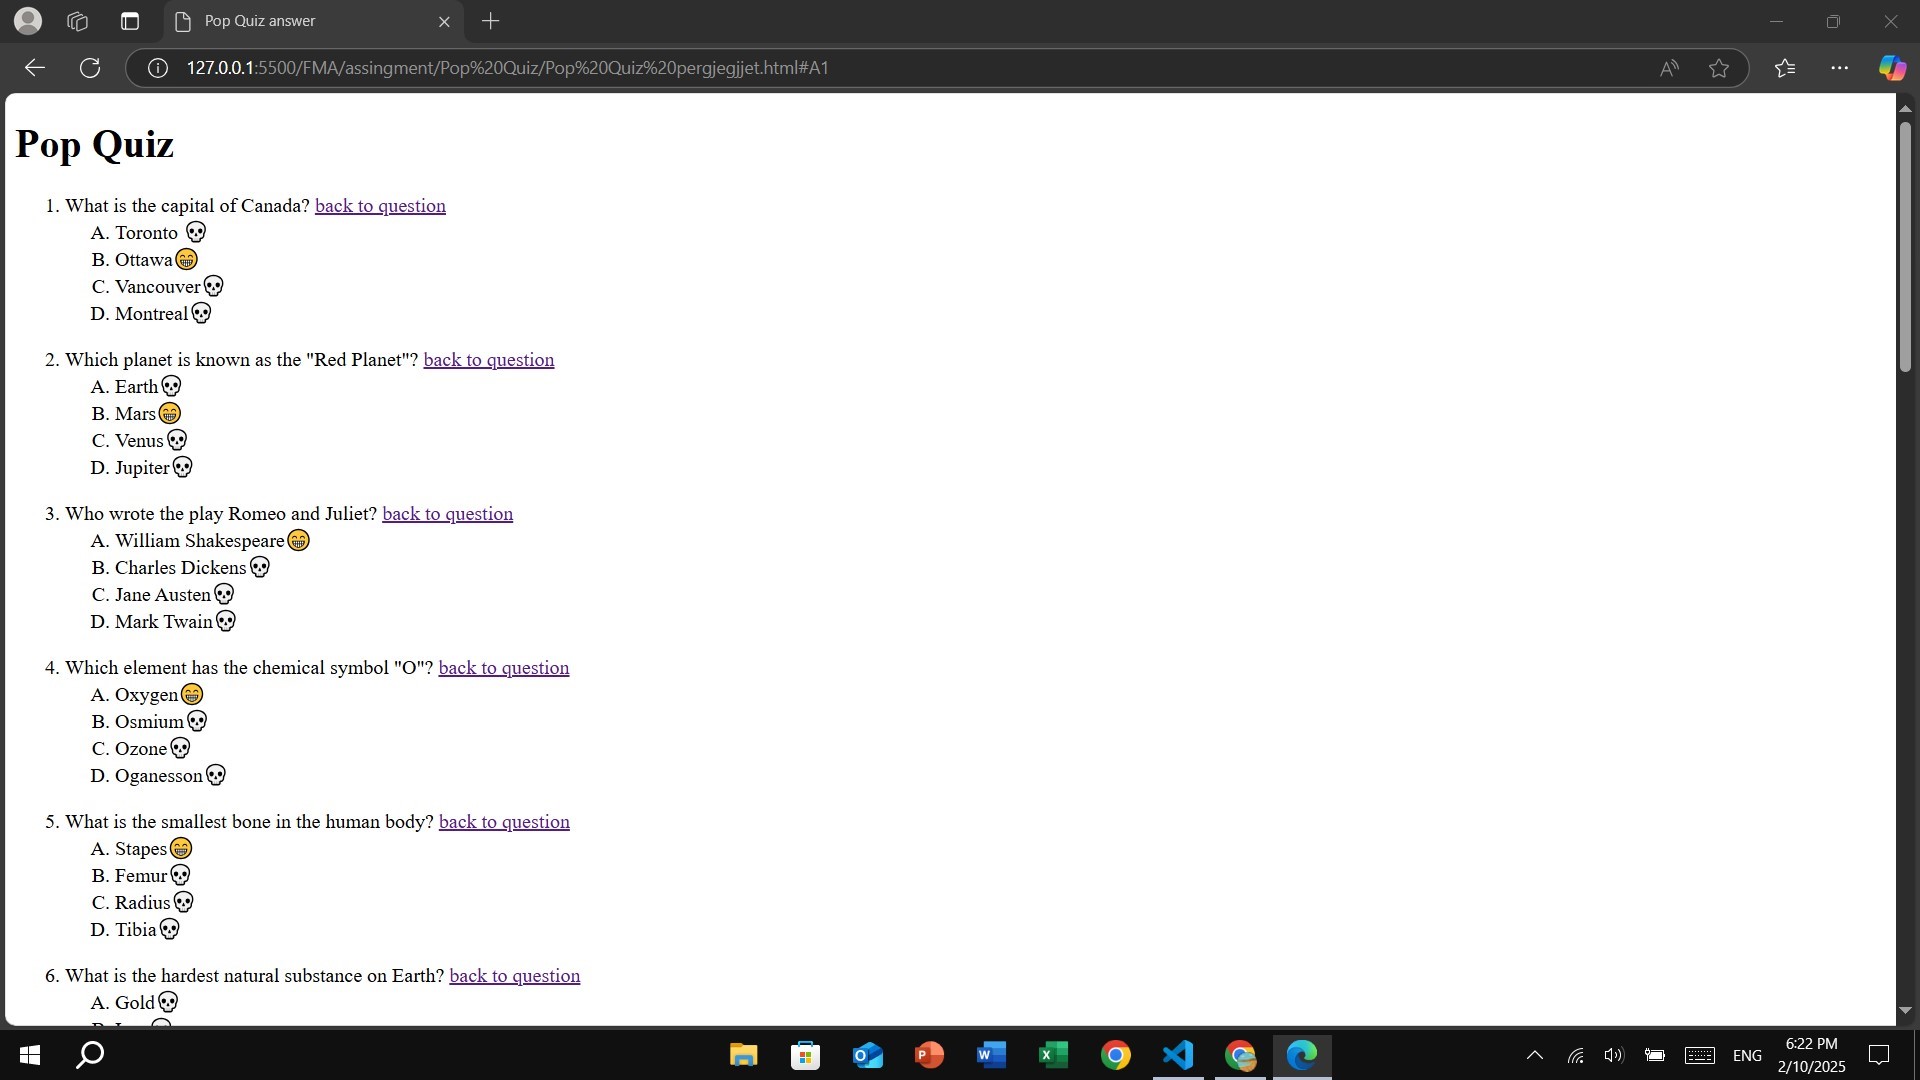 Pop Quiz answer
127.0.0.1:5500/FMA/assingment/Pop%20Quiz/Pop%20Quiz%20pergjegjjet.html#A1
Pop Quiz
1. What is the capital of Canada? back to question
A. Toronto 💀
B. Ottawa😁
C. Vancouver💀
D. Montreal💀
2. Which planet is known as the "Red Planet"? back to question
A. Earth💀
B. Mars😁
C. Venus💀
D. Jupiter💀
3. Who wrote the play Romeo and Juliet? back to question
A. William Shakespeare😁
B. Charles Dickens💀
C. Jane Austen💀
D. Mark Twain💀
4. Which element has the chemical symbol "O"? back to question
A. Oxygen😁
B. Osmium💀
C. Ozone💀
D. Oganesson💀
5. What is the smallest bone in the human body? back to question
A. Stapes😁
B. Femur💀
C. Radius💀
D. Tibia💀
6. What is the hardest natural substance on Earth? back to question
A. Gold💀
ENG
6:22 PM
2/10/2025